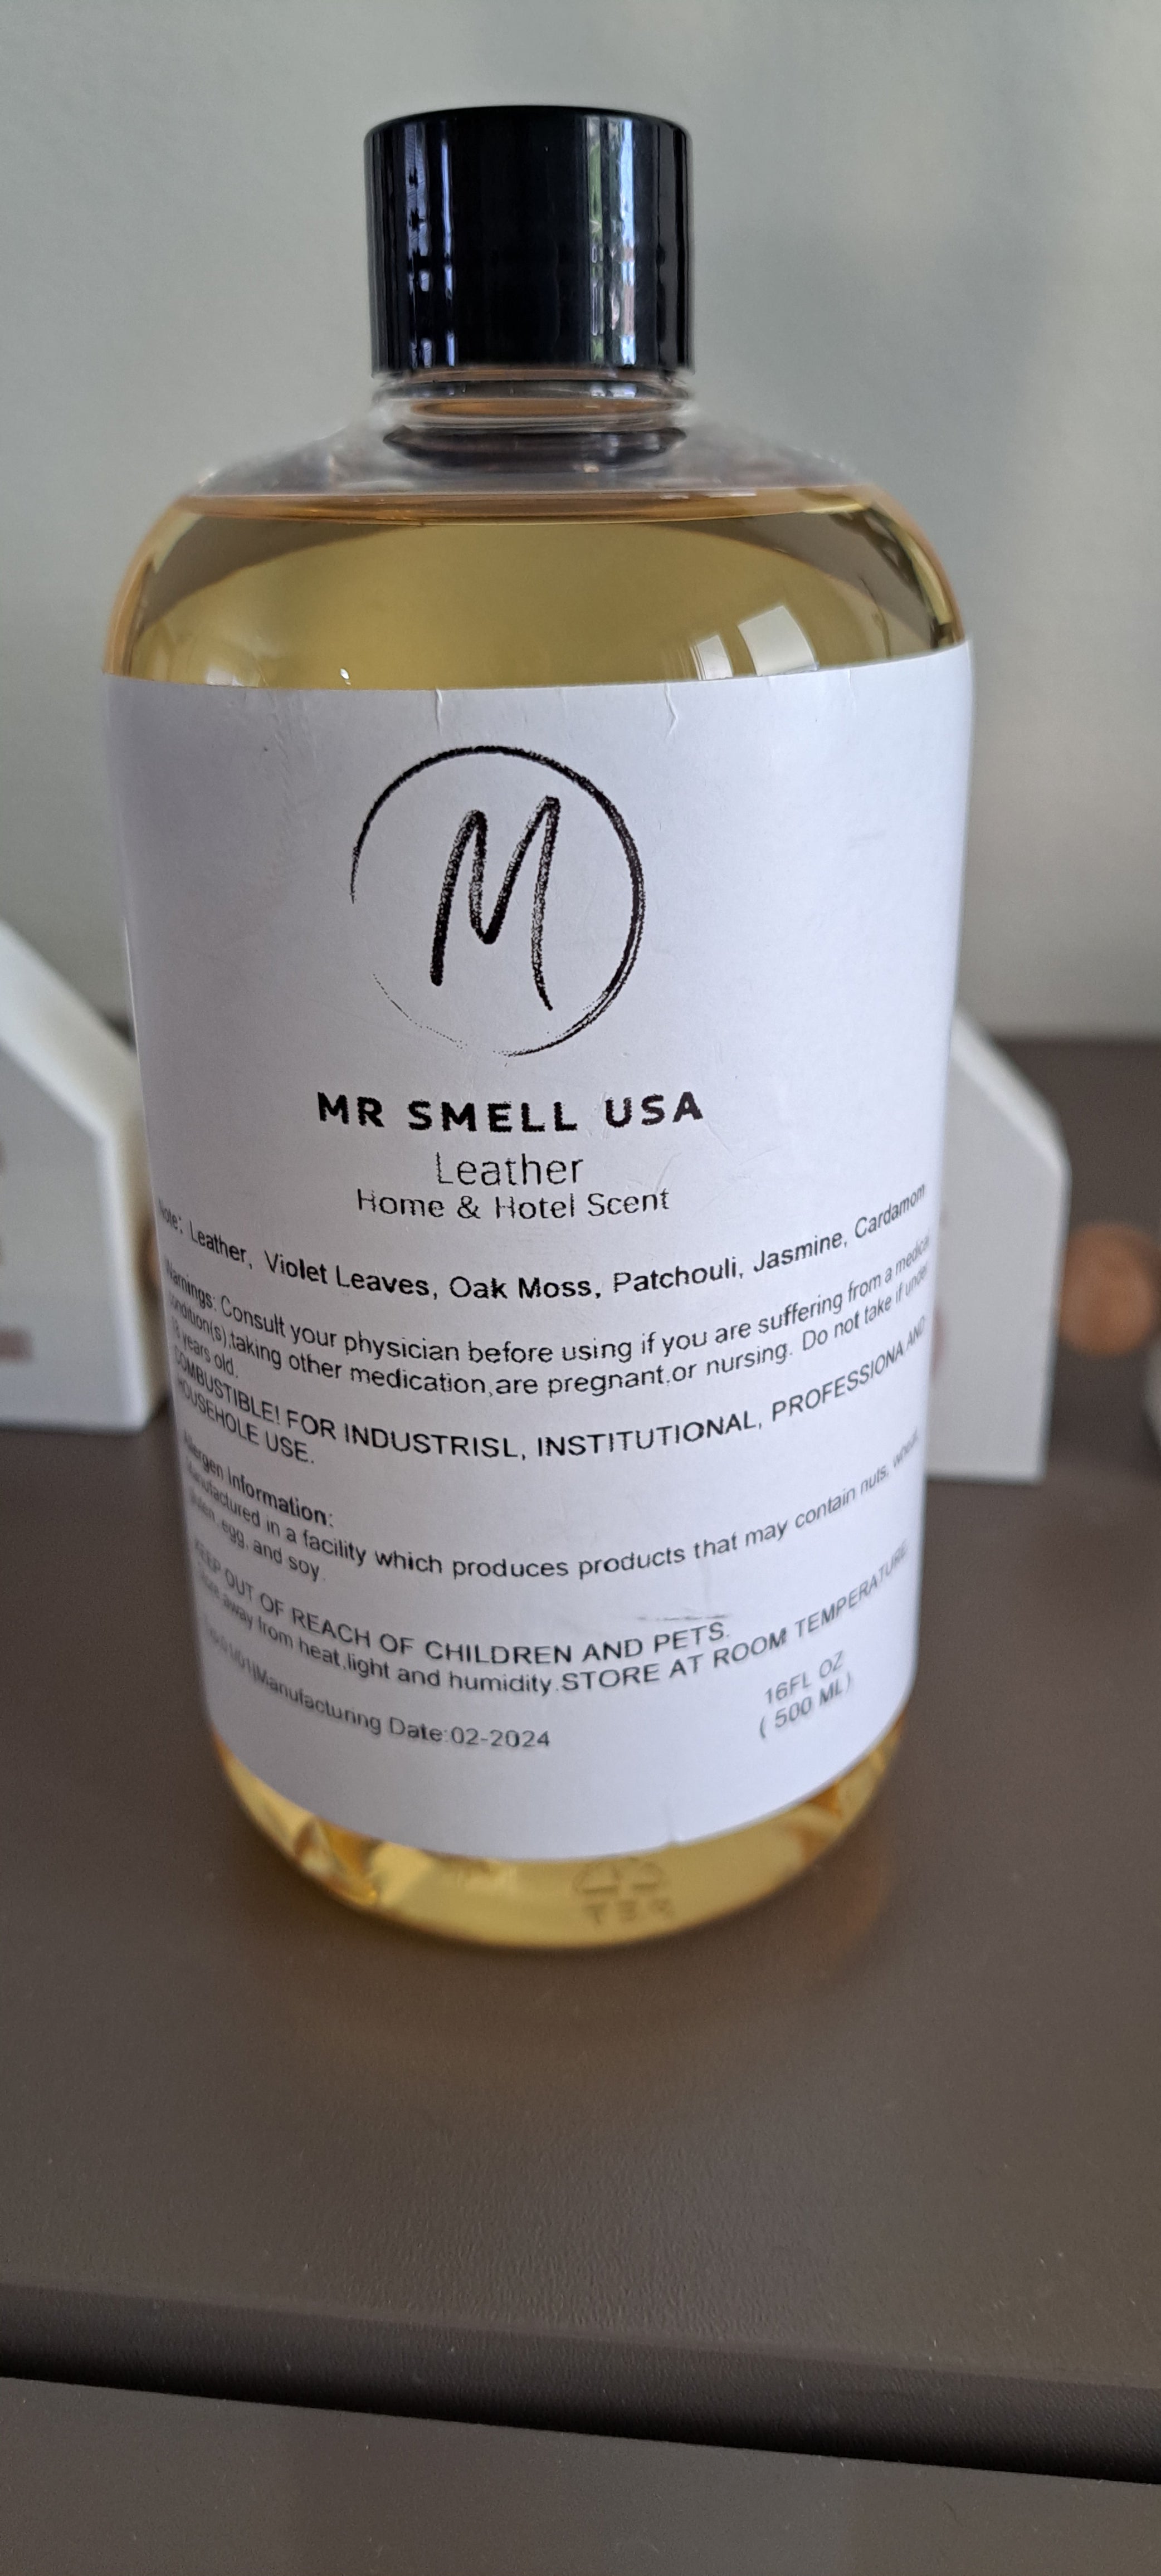 M
MR SMELL USA
Leather
Home & Hotel Scent
Note: Leather, Violet Leaves, Oak Moss, Patchouli, Jasmine, Cardamom
Warnings: Consult your physician before using if you are suffering from a medical
condition(s),taking other medication,are pregnant,or nursing. Do not take if under
18 years old.
COMBUSTIBLE! FOR INDUSTRISL, INSTITUTIONAL, PROFESSIONA AND
HOUSEHOLE USE.
Allergen Information:
Manufactured in a facility which produces products that may contain nuts, wheat,
gluten, egg, and soy.
KEEP OUT OF REACH OF CHILDREN AND PETS.
Store away from heat,light and humidity.STORE AT ROOM TEMPERATURE.
Manufacturing Date:02-2024
16FL OZ
( 500 ML)
PET